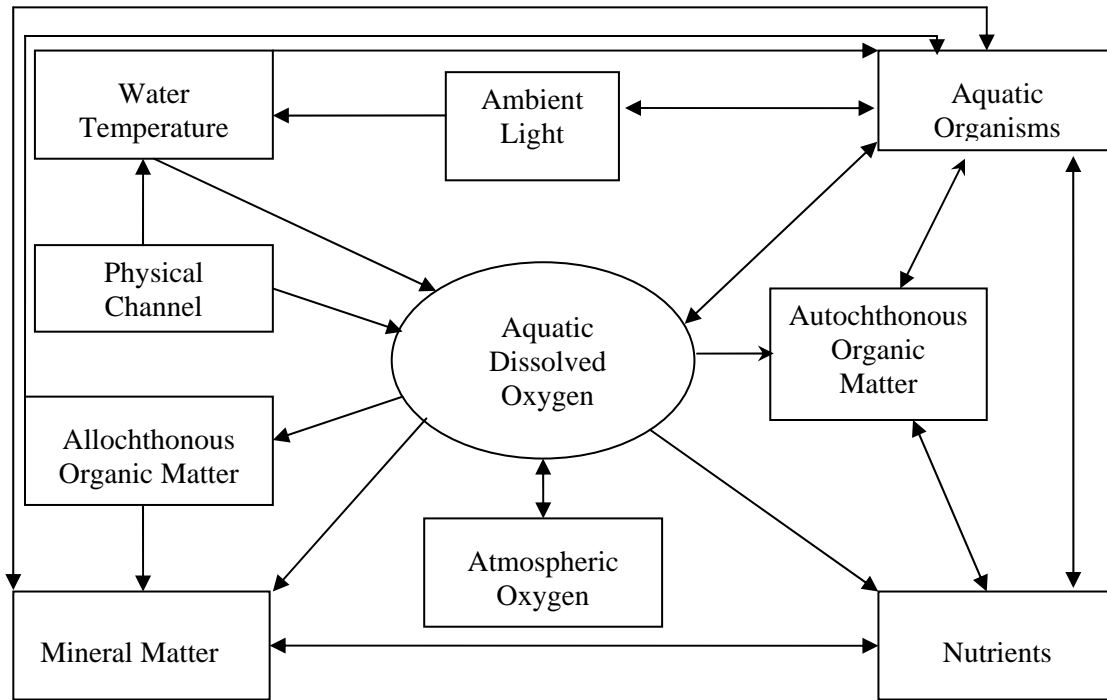 Water
Temperature
Ambient
Light
Aquatic
Organisms
Physical
Channel
Aquatic
Dissolved
Oxygen
Autochthonous
Organic
Matter
Allochthonous
Organic Matter
Atmospheric
Oxygen
Mineral Matter
Nutrients